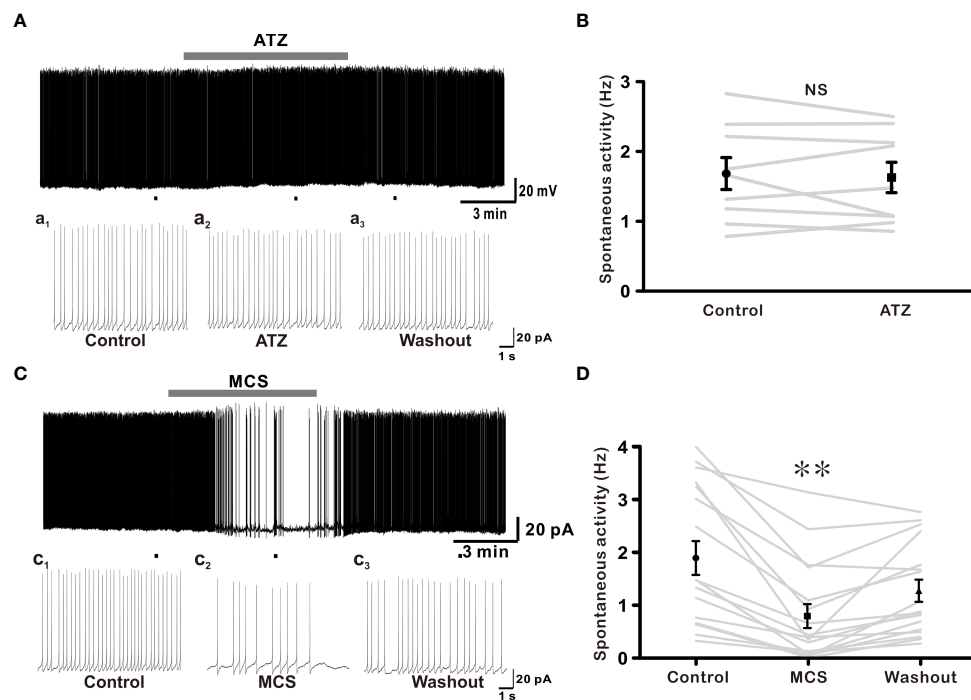 A
ATZ
20 mV
3 min
a1
a2
a3
Control
ATZ
Washout
20 pA
1 s
B
Spontaneous activity (Hz)
3
2
1
0
NS
Control
ATZ
C
MCS
20 pA
3 min
c1
c2
c3
Control
MCS
Washout
20 pA
1 s
D
Spontaneous activity (Hz)
4
3
2
1
0
**
Control
MCS
Washout